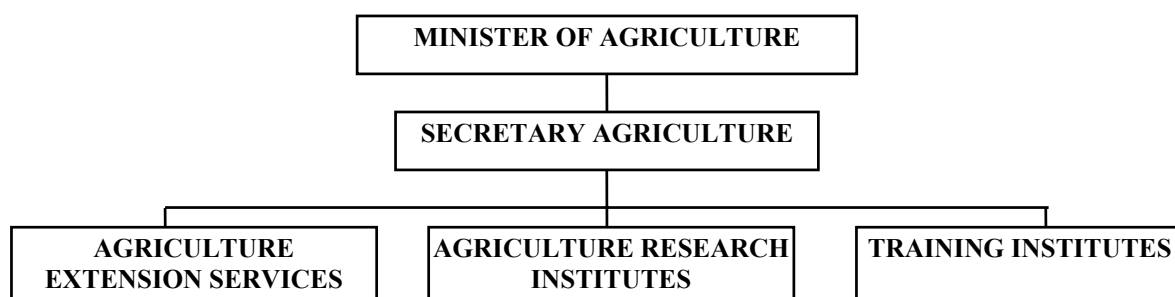 MINISTER OF AGRICULTURE
SECRETARY AGRICULTURE
AGRICULTURE
EXTENSION SERVICES
AGRICULTURE RESEARCH
INSTITUTES
TRAINING INSTITUTES